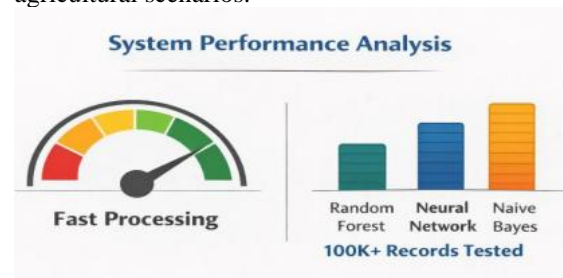 agricultural scenarios.
System Performance Analysis
Fast Processing
Random Neural Naive
Forest Network Bayes
100K+ Records Tested